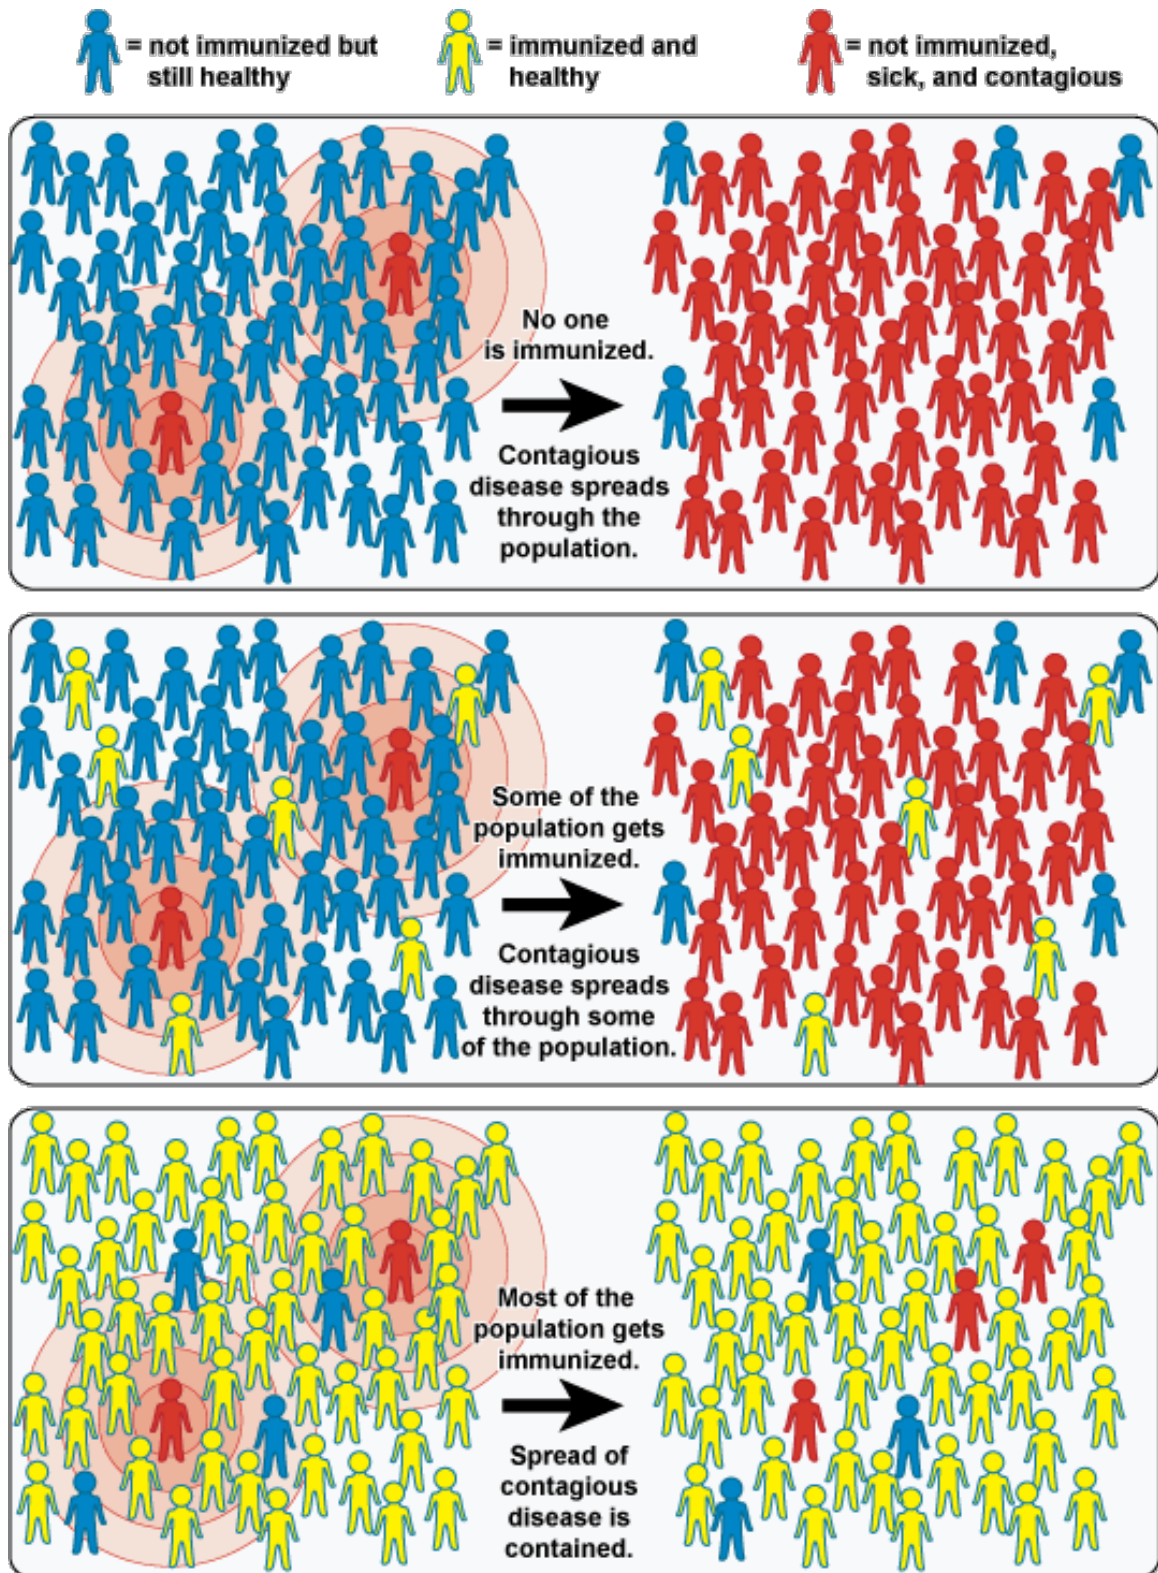 = not immunized but
still healthy
= immunized and
healthy
= not immunized,
sick, and contagious
No one
is immunized.
Contagious
disease spreads
through the
population.
Some of the
population gets
immunized.
Contagious
disease spreads
through some
of the population.
Most of the
population gets
immunized.
Spread of
contagious
disease is
contained.